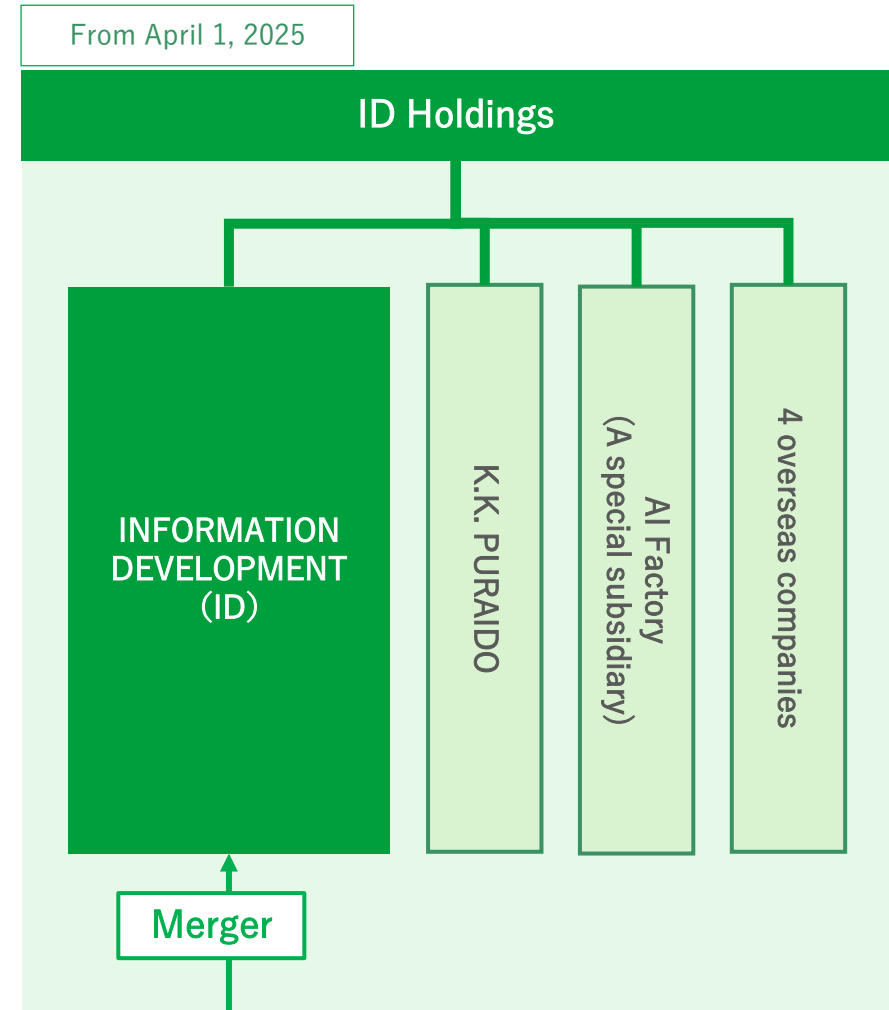 From April 1, 2025
ID Holdings
INFORMATION
DEVELOPMENT
(ID)
K.K. PURAIDO
AI Factory
(A special subsidiary)
4 overseas companies
Merger